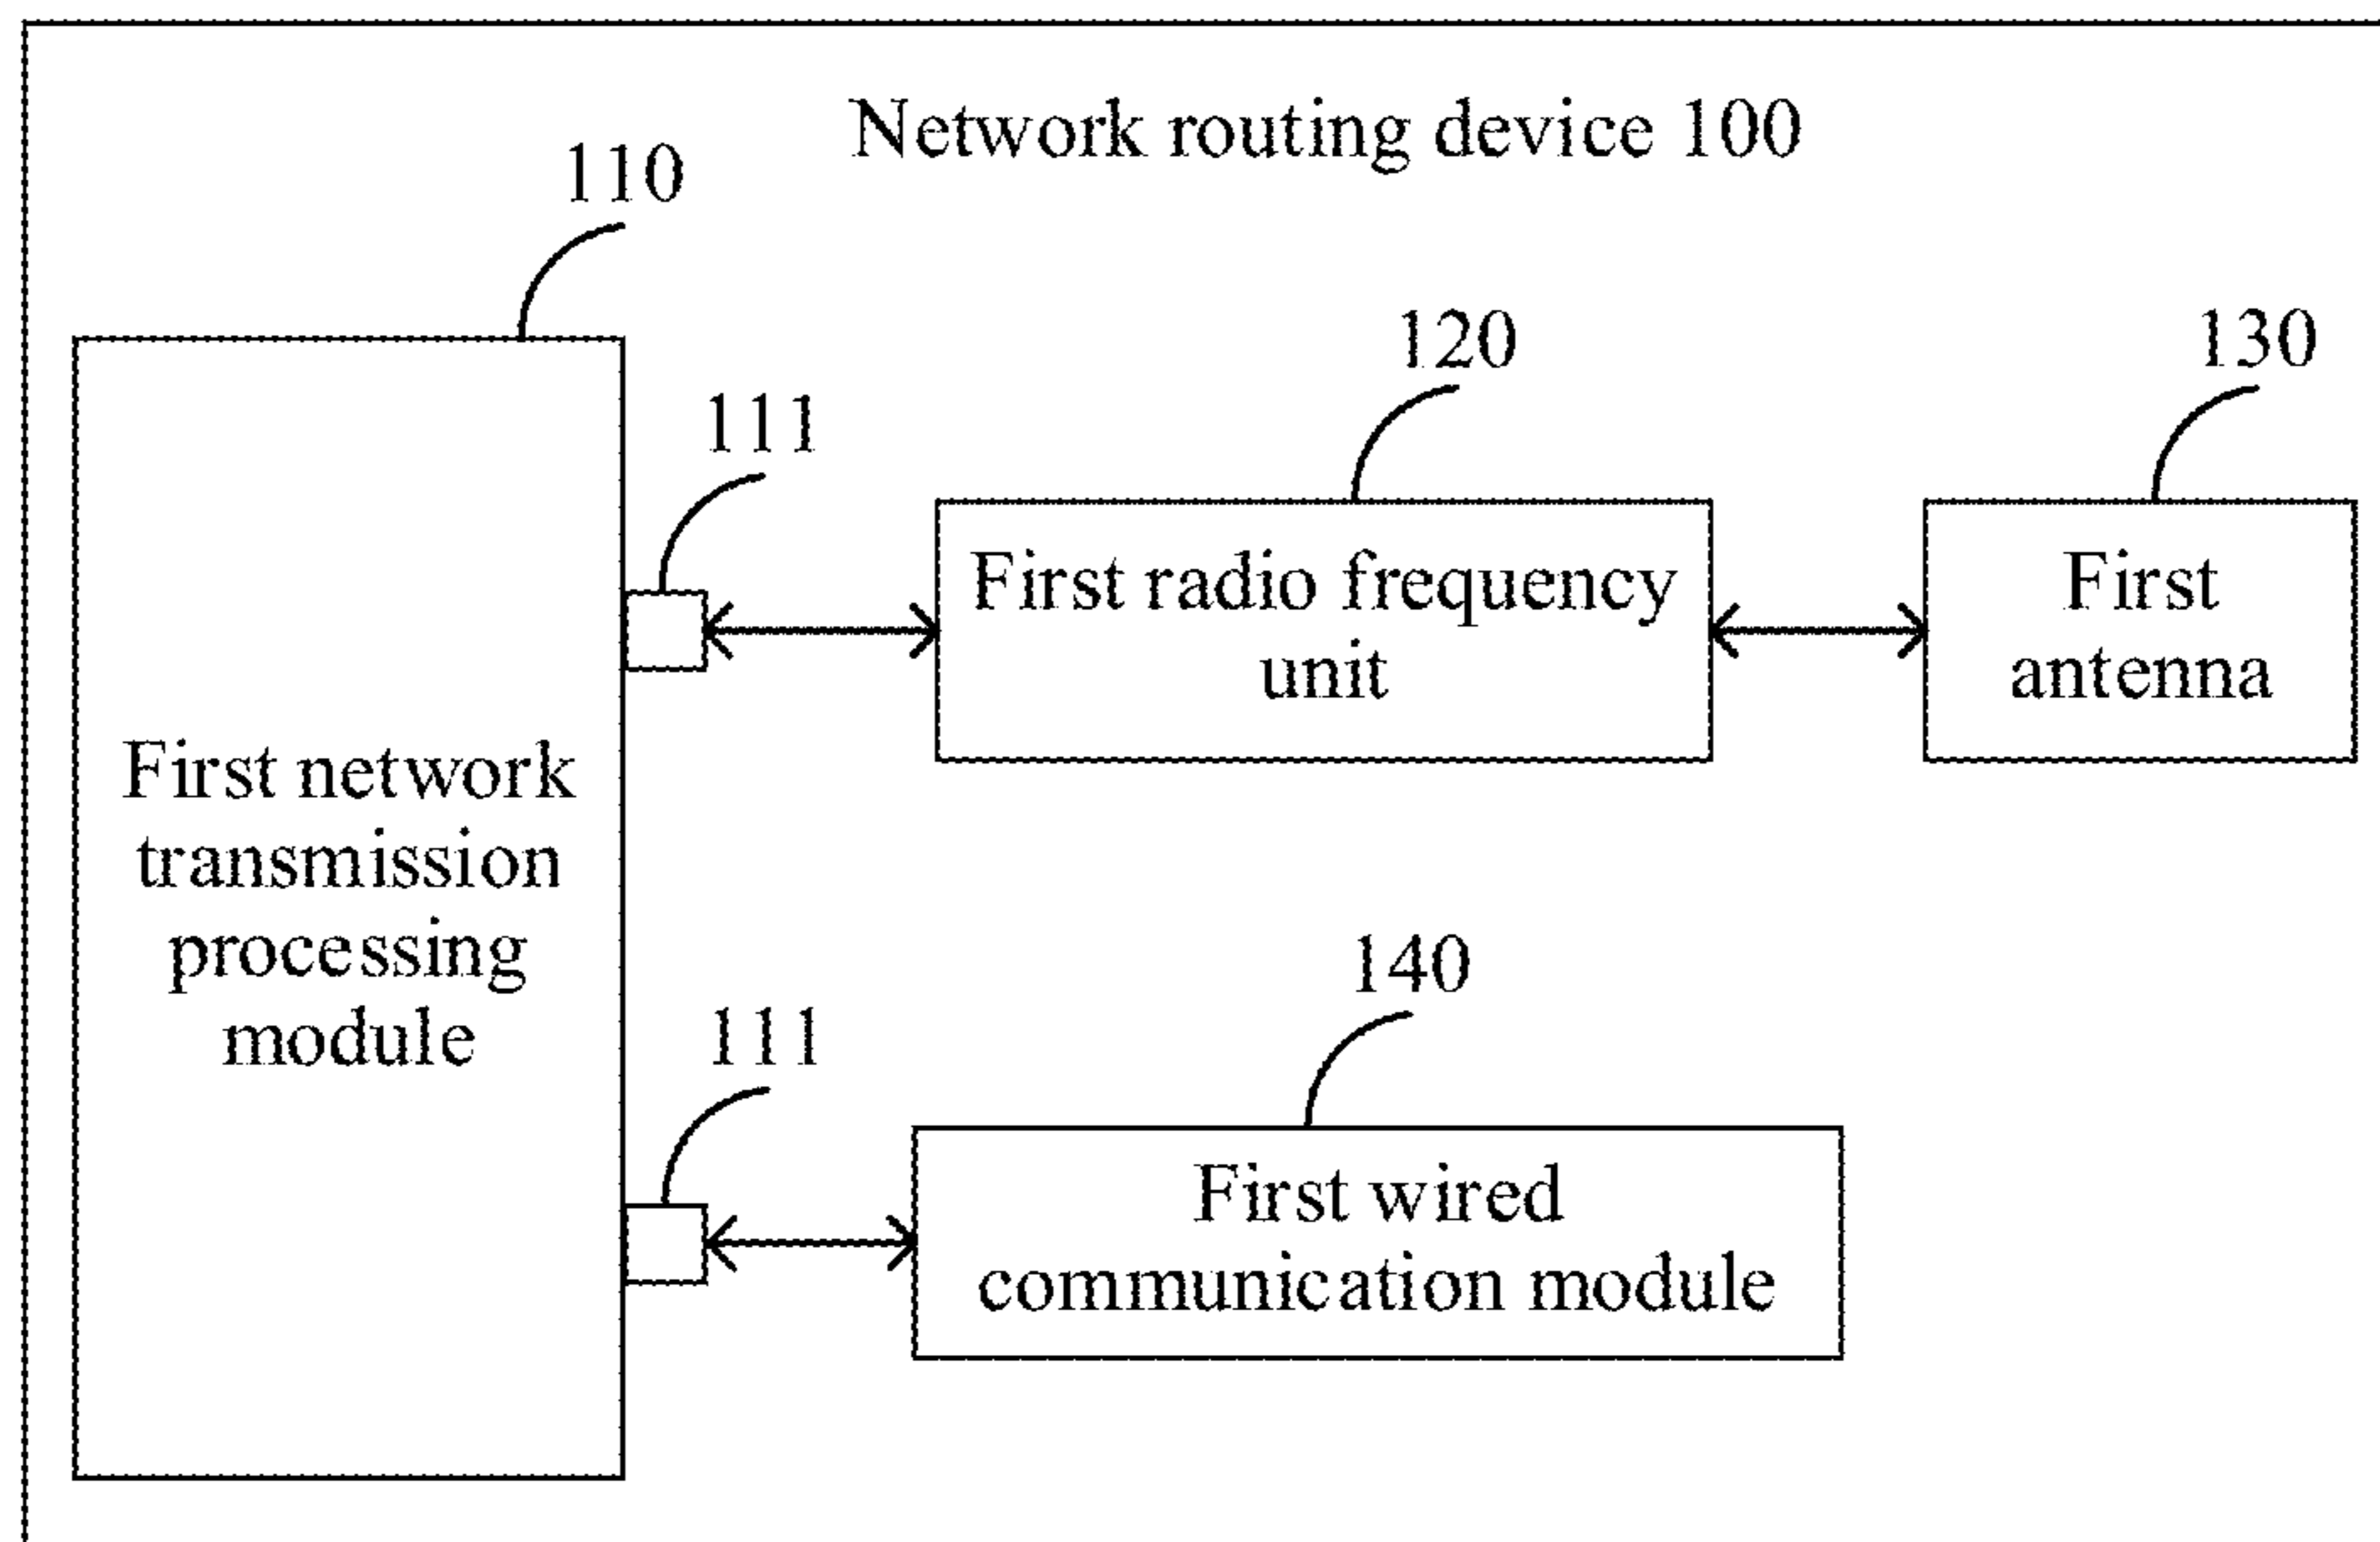 Network routing device 100
110
120
130
111
First radio frequency
unit
First
antenna
First network
transmission
processing
module
140
111
First wired
communication module